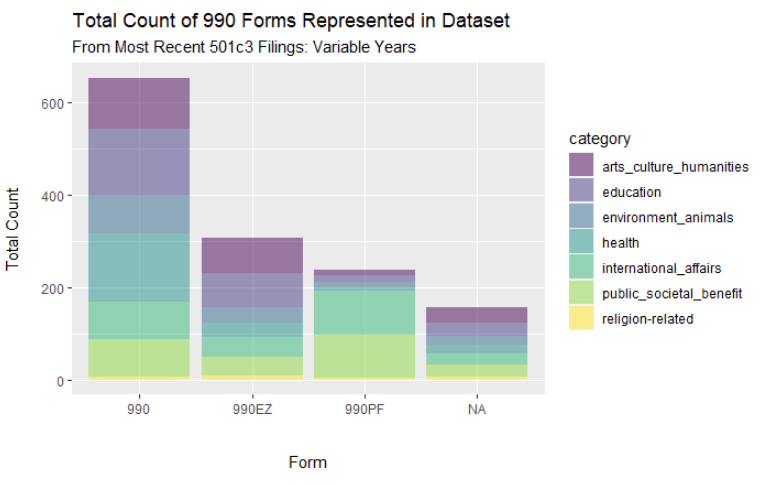 Total Count of 990 Forms Represented in Dataset
From Most Recent 501c3 Filings: Variable Years
Total Count
600
400
200
0
990
990EZ
990PF
NA
Form
category
arts_culture_humanities
education
environment_animals
health
international_affairs
public_societal_benefit
religion-related